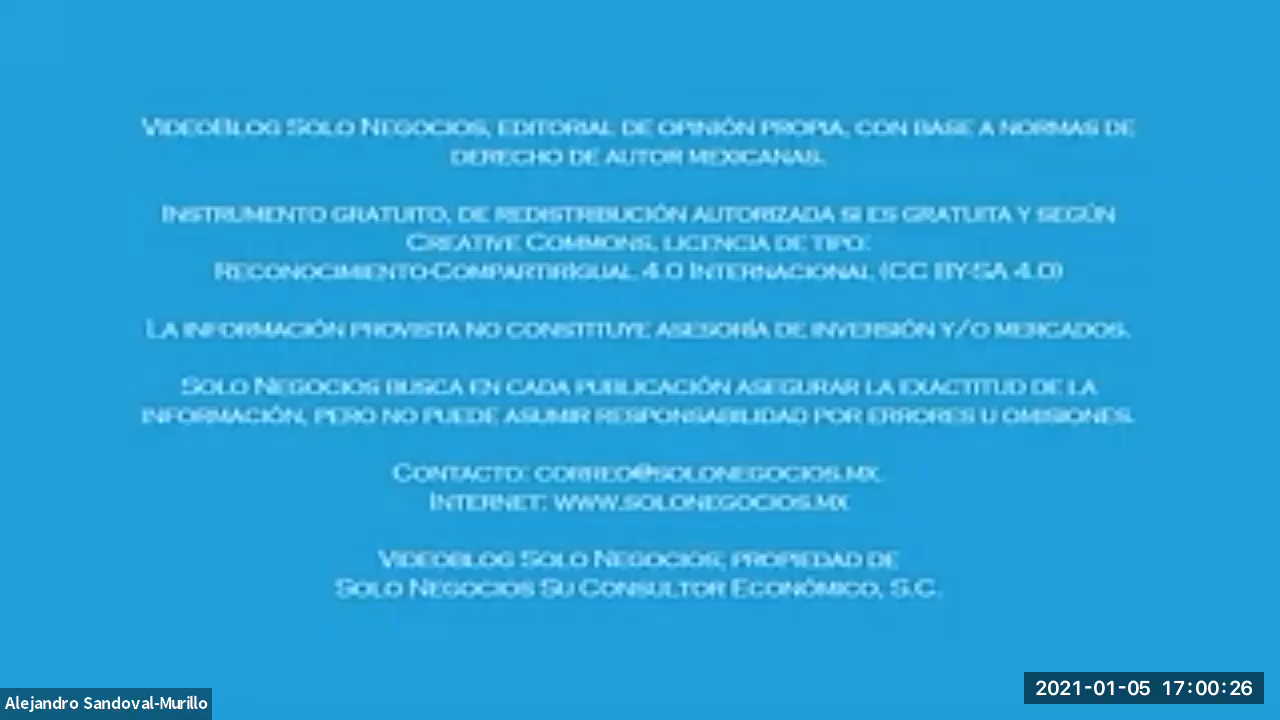 VideoBlog Solo Negocios, editorial de opinión propia, con base a normas de
derecho de autor mexicanas.
Instrumento gratuito, de redistribución autorizada si es gratuita y según
Creative Commons, licencia de tipo:
Reconocimiento-CompartirIgual 4.0 Internacional (CC BY-SA 4.0)
La información provista no constituye asesoría de inversión y/o mercados.
Solo Negocios busca en cada publicación asegurar la exactitud de la
información, pero no puede asumir responsabilidad por errores u omisiones.
Contacto: correo@solonegocios.mx
Internet: www.solonegocios.mx
Videoblog Solo Negocios, propiedad de
Solo Negocios Su Consultor Económico, S.C.
Alejandro Sandoval-Murillo
2021-01-05 17:00:26